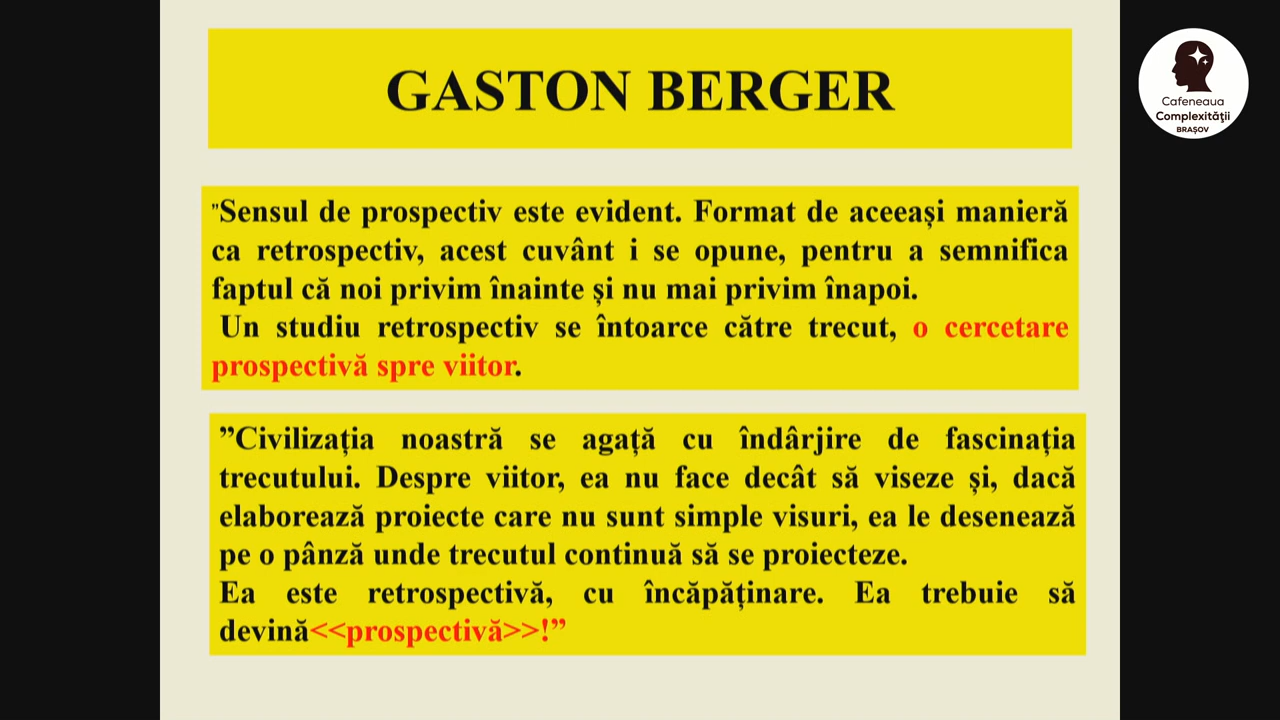 GASTON BERGER
Cafeneaua
Complexităţii
BRAŞOV
”Sensul de prospectiv este evident. Format de aceeași manieră
ca retrospectiv, acest cuvânt i se opune, pentru a semnifica
faptul că noi privim înainte și nu mai privim înapoi.
Un studiu retrospectiv se întoarce către trecut, o cercetare
prospectivă spre viitor.
”Civilizația noastră se agață cu îndârjire de fascinația
trecutului. Despre viitor, ea nu face decât să viseze și, dacă
elaborează proiecte care nu sunt simple visuri, ea le desenează
pe o pânză unde trecutul continuă să se proiecteze.
Ea este retrospectivă, cu încăpăținare. Ea trebuie să
devină<<prospectivă>>!”